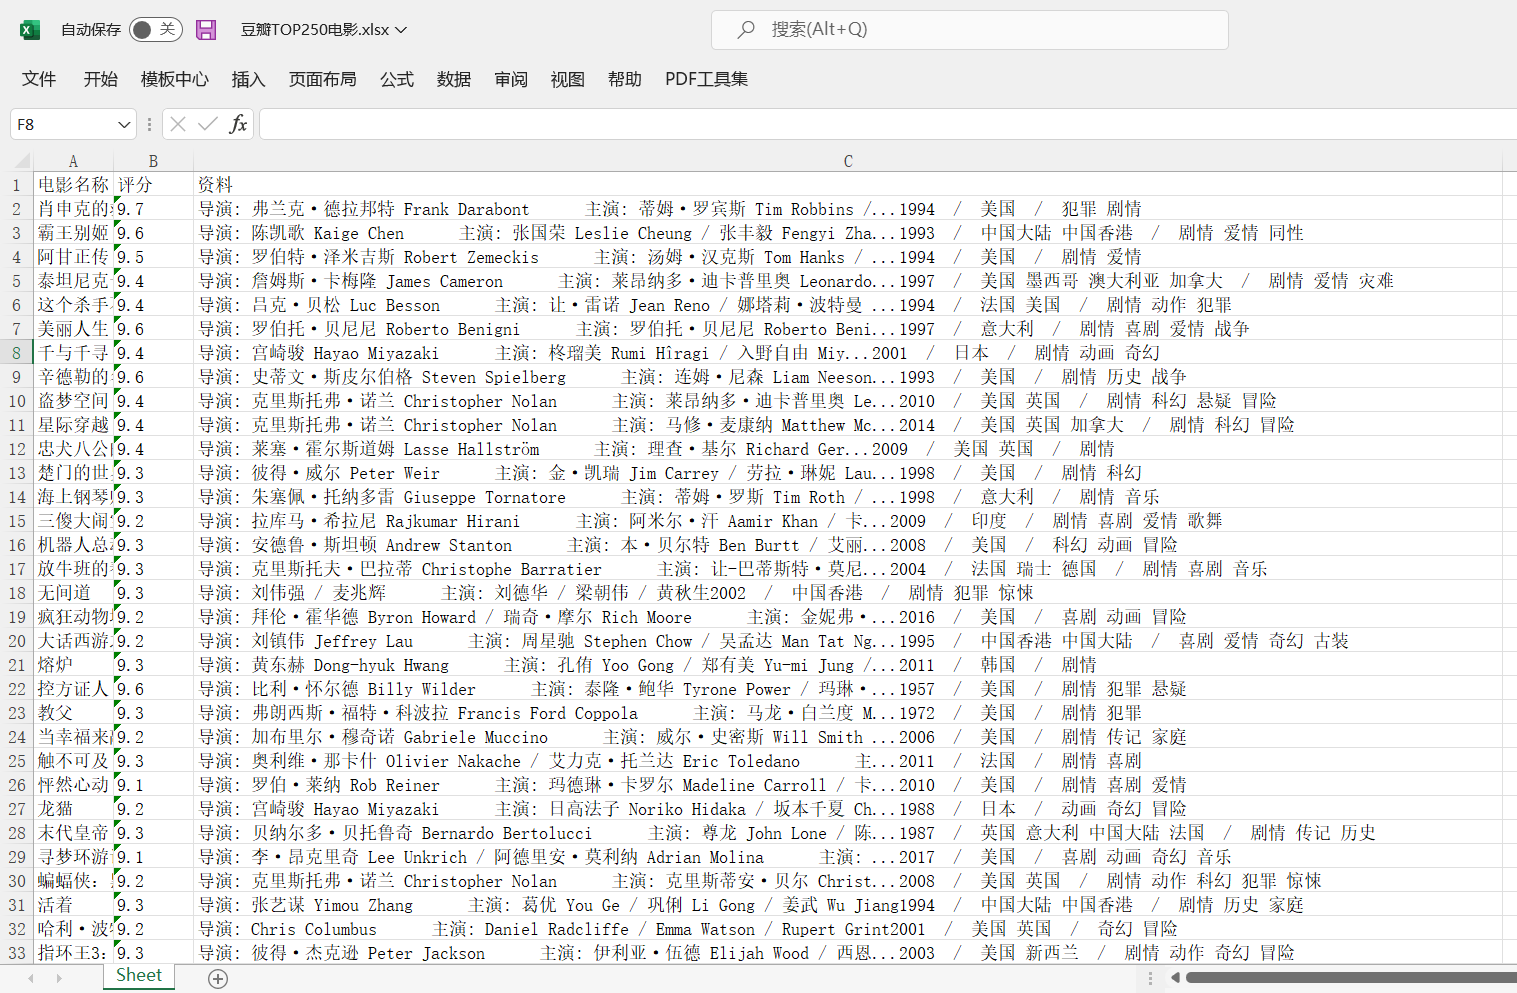 自动保存 关 豆瓣TOP250电影.xlsx 搜索(Alt+Q)
文件 开始 模板中心 插入 页面布局 公式 数据 审阅 视图 帮助 PDF工具集
F8 fx
A B C
1 电影名称 评分 资料
2 肖申克的 9.7 导演: 弗兰克·德拉邦特 Frank Darabont 主演: 蒂姆·罗宾斯 Tim Robbins /...1994 / 美国 / 犯罪 剧情
3 霸王别姬 9.6 导演: 陈凯歌 Kaige Chen 主演: 张国荣 Leslie Cheung / 张丰毅 Fengyi Zha...1993 / 中国大陆 中国香港 / 剧情 爱情 同性
4 阿甘正传 9.5 导演: 罗伯特·泽米吉斯 Robert Zemeckis 主演: 汤姆·汉克斯 Tom Hanks / ...1994 / 美国 / 剧情 爱情
5 泰坦尼克 9.4 导演: 詹姆斯·卡梅隆 James Cameron 主演: 莱昂纳多·迪卡普里奥 Leonardo...1997 / 美国 墨西哥 澳大利亚 加拿大 / 剧情 爱情 灾难
6 这个杀手 9.4 导演: 吕克·贝松 Luc Besson 主演: 让·雷诺 Jean Reno / 娜塔莉·波特曼 ...1994 / 法国 美国 / 剧情 动作 犯罪
7 美丽人生 9.6 导演: 罗伯托·贝尼尼 Roberto Benigni 主演: 罗伯托·贝尼尼 Roberto Beni...1997 / 意大利 / 剧情 喜剧 爱情 战争
8 千与千寻 9.4 导演: 宫崎骏 Hayao Miyazaki 主演: 柊瑠美 Rumi Hîragi / 入野自由 Miy...2001 / 日本 / 剧情 动画 奇幻
9 辛德勒的 9.6 导演: 史蒂文·斯皮尔伯格 Steven Spielberg 主演: 连姆·尼森 Liam Neeson...1993 / 美国 / 剧情 历史 战争
10 盗梦空间 9.4 导演: 克里斯托弗·诺兰 Christopher Nolan 主演: 莱昂纳多·迪卡普里奥 Le...2010 / 美国 英国 / 剧情 科幻 悬疑 冒险
11 星际穿越 9.4 导演: 克里斯托弗·诺兰 Christopher Nolan 主演: 马修·麦康纳 Matthew Mc...2014 / 美国 英国 加拿大 / 剧情 科幻 冒险
12 忠犬八公 9.4 导演: 莱塞·霍尔斯道姆 Lasse Hallström 主演: 理查·基尔 Richard Ger...2009 / 美国 英国 / 剧情
13 楚门的世 9.3 导演: 彼得·威尔 Peter Weir 主演: 金·凯瑞 Jim Carrey / 劳拉·琳妮 Lau...1998 / 美国 / 剧情 科幻
14 海上钢琴 9.3 导演: 朱塞佩·托纳多雷 Giuseppe Tornatore 主演: 蒂姆·罗斯 Tim Roth / ...1998 / 意大利 / 剧情 音乐
15 三傻大闹 9.2 导演: 拉库马·希拉尼 Rajkumar Hirani 主演: 阿米尔·汗 Aamir Khan / 卡...2009 / 印度 / 剧情 喜剧 爱情 歌舞
16 机器人总 9.3 导演: 安德鲁·斯坦顿 Andrew Stanton 主演: 本·贝尔特 Ben Burtt / 艾丽...2008 / 美国 / 科幻 动画 冒险
17 放牛班的 9.3 导演: 克里斯托夫·巴拉蒂 Christophe Barratier 主演: 让-巴蒂斯特·莫尼...2004 / 法国 瑞士 德国 / 剧情 喜剧 音乐
18 无间道 9.3 导演: 刘伟强 / 麦兆辉 主演: 刘德华 / 梁朝伟 / 黄秋生2002 / 中国香港 / 剧情 犯罪 惊悚
19 疯狂动物 9.2 导演: 拜伦·霍华德 Byron Howard / 瑞奇·摩尔 Rich Moore 主演: 金妮弗·...2016 / 美国 / 喜剧 动画 冒险
20 大话西游 9.2 导演: 刘镇伟 Jeffrey Lau 主演: 周星驰 Stephen Chow / 吴孟达 Man Tat Ng...1995 / 中国香港 中国大陆 / 喜剧 爱情 奇幻 古装
21 熔炉 9.3 导演: 黄东赫 Dong-hyuk Hwang 主演: 孔侑 Yoo Gong / 郑有美 Yu-mi Jung /...2011 / 韩国 / 剧情
22 控方证人 9.6 导演: 比利·怀尔德 Billy Wilder 主演: 泰隆·鲍华 Tyrone Power / 玛琳·...1957 / 美国 / 剧情 犯罪 悬疑
23 教父 9.3 导演: 弗朗西斯·福特·科波拉 Francis Ford Coppola 主演: 马龙·白兰度 M...1972 / 美国 / 剧情 犯罪
24 当幸福来 9.2 导演: 加布里尔·穆奇诺 Gabriele Muccino 主演: 威尔·史密斯 Will Smith ...2006 / 美国 / 剧情 传记 家庭
25 触不可及 9.3 导演: 奥利维·那卡什 Olivier Nakache / 艾力克·托兰达 Eric Toledano 主...2011 / 法国 / 剧情 喜剧
26 怦然心动 9.1 导演: 罗伯·莱纳 Rob Reiner 主演: 玛德琳·卡罗尔 Madeline Carroll / 卡...2010 / 美国 / 剧情 喜剧 爱情
27 龙猫 9.2 导演: 宫崎骏 Hayao Miyazaki 主演: 日高法子 Noriko Hidaka / 坂本千夏 Ch...1988 / 日本 / 动画 奇幻 冒险
28 末代皇帝 9.3 导演: 贝纳尔多·贝托鲁奇 Bernardo Bertolucci 主演: 尊龙 John Lone / 陈...1987 / 英国 意大利 中国大陆 法国 / 剧情 传记 历史
29 寻梦环游 9.1 导演: 李·昂克里奇 Lee Unkrich / 阿德里安·莫利纳 Adrian Molina 主演: ...2017 / 美国 / 喜剧 动画 奇幻 音乐
30 蝙蝠侠: 9.2 导演: 克里斯托弗·诺兰 Christopher Nolan 主演: 克里斯蒂安·贝尔 Christ...2008 / 美国 英国 / 剧情 动作 科幻 犯罪 惊悚
31 活着 9.3 导演: 张艺谋 Yimou Zhang 主演: 葛优 You Ge / 巩俐 Li Gong / 姜武 Wu Jiang1994 / 中国大陆 中国香港 / 剧情 历史 家庭
32 哈利·波 9.2 导演: Chris Columbus 主演: Daniel Radcliffe / Emma Watson / Rupert Grint2001 / 美国 英国 / 奇幻 冒险
33 指环王3: 9.3 导演: 彼得·杰克逊 Peter Jackson 主演: 伊利亚·伍德 Elijah Wood / 西恩...2003 / 美国 新西兰 / 剧情 动作 奇幻 冒险
Sheet